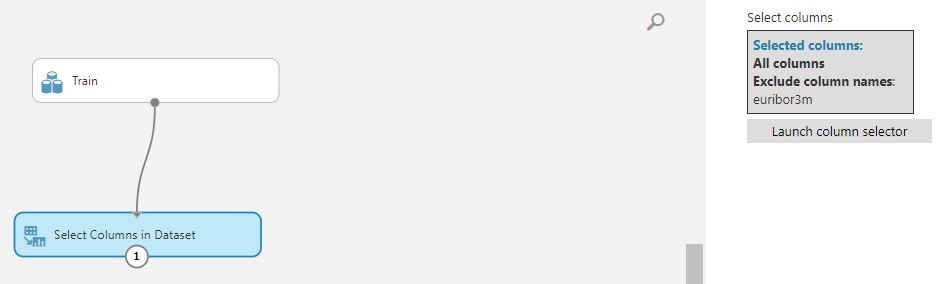 Train
Select Columns in Dataset
1
Select columns
Selected columns:
All columns
Exclude column names:
euribor3m
Launch column selector